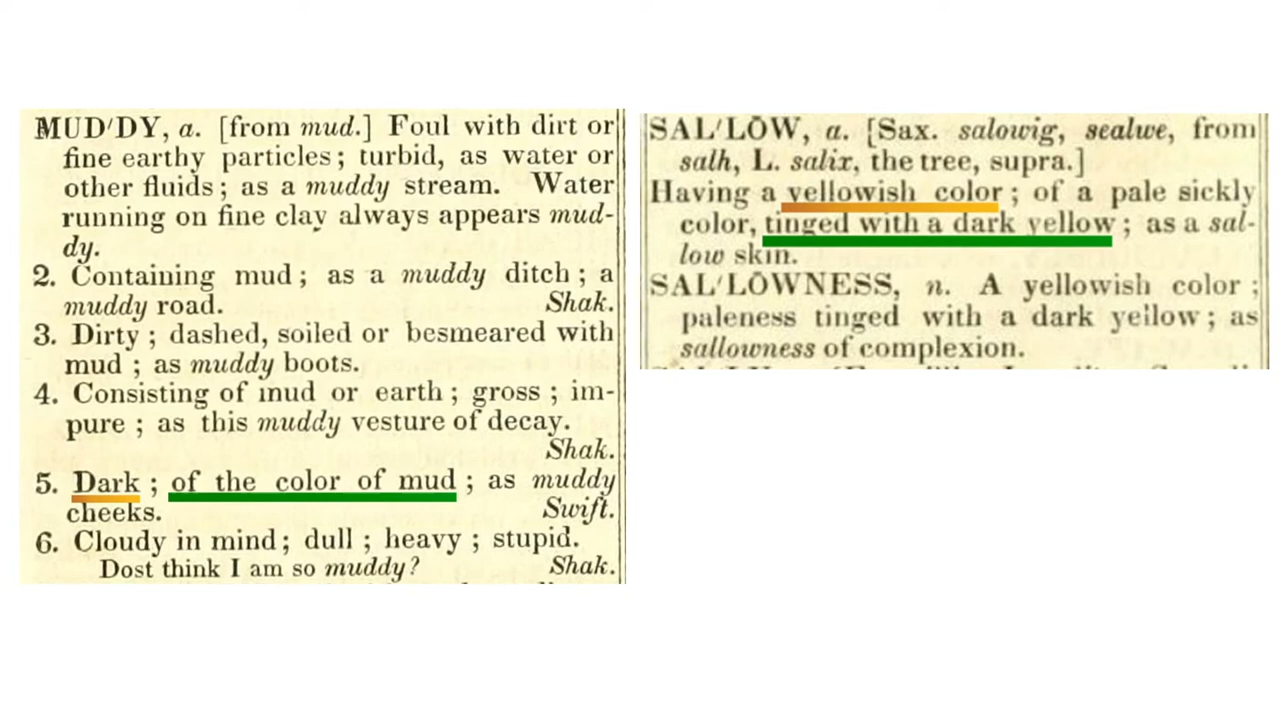 MUD'DY, a. [from mud.] Foul with dirt or
fine earthy particles; turbid, as water or
other fluids; as a muddy stream. Water
running on fine clay always appears mud-
dy.
2. Containing mud; as a muddy ditch; a
muddy road. Shak.
3. Dirty; dashed, soiled or besmeared with
mud; as muddy boots.
4. Consisting of mud or earth; gross; im-
pure; as this muddy vesture of decay.
Shak.
5. Dark; of the color of mud; as muddy
cheeks. Swift.
6. Cloudy in mind; dull; heavy; stupid.
Dost think I am so muddy? Shak.
SAL'LŌW, a. [Sax. salowig, sealwe, from
salh, L. salix, the tree, supra.]
Having a yellowish color; of a pale sickly
color, tinged with a dark yellow; as a sal-
low skin.
SAL'LŌWNESS, n. A yellowish color;
paleness tinged with a dark yellow; as
sallowness of complexion.